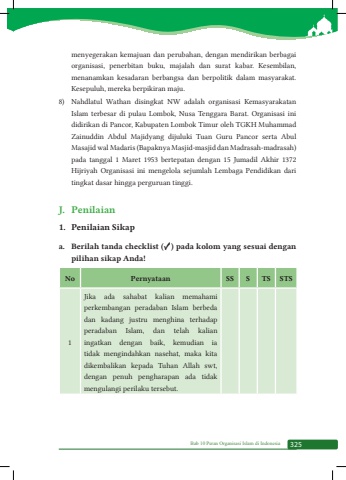 menyegerakan kemajuan dan perubahan, dengan mendirikan berbagai
organisasi, penerbitan buku, majalah dan surat kabar. Kesembilan,
menanamkan kesadaran berbangsa dan berpolitik dalam masyarakat.
Kesepuluh, mereka berpikiran maju.
8) Nahdlatul Wathan disingkat NW adalah organisasi Kemasyarakatan
Islam terbesar di pulau Lombok, Nusa Tenggara Barat. Organisasi ini
didirikan di Pancor, Kabupaten Lombok Timur oleh TGKH Muhammad
Zainuddin Abdul Majidyang dijuluki Tuan Guru Pancor serta Abul
Masajid wal Madaris (Bapaknya Masjid-masjid dan Madrasah-madrasah)
pada tanggal 1 Maret 1953 bertepatan dengan 15 Jumadil Akhir 1372
Hijriyah Organisasi ini mengelola sejumlah Lembaga Pendidikan dari
tingkat dasar hingga perguruan tinggi.
J. Penilaian
1. Penilaian Sikap
a. Berilah tanda checklist (✓) pada kolom yang sesuai dengan
pilihan sikap Anda!
No Pernyataan SS S TS STS
Jika ada sahabat kalian memahami
perkembangan peradaban Islam berbeda
dan kadang justru menghina terhadap
peradaban Islam, dan telah kalian
1 ingatkan dengan baik, kemudian ia
tidak mengindahkan nasehat, maka kita
dikembalikan kepada Tuhan Allah swt,
dengan penuh pengharapan ada tidak
mengulangi perilaku tersebut.
Bab 10 Peran Organisasi Islam di Indonesia 325